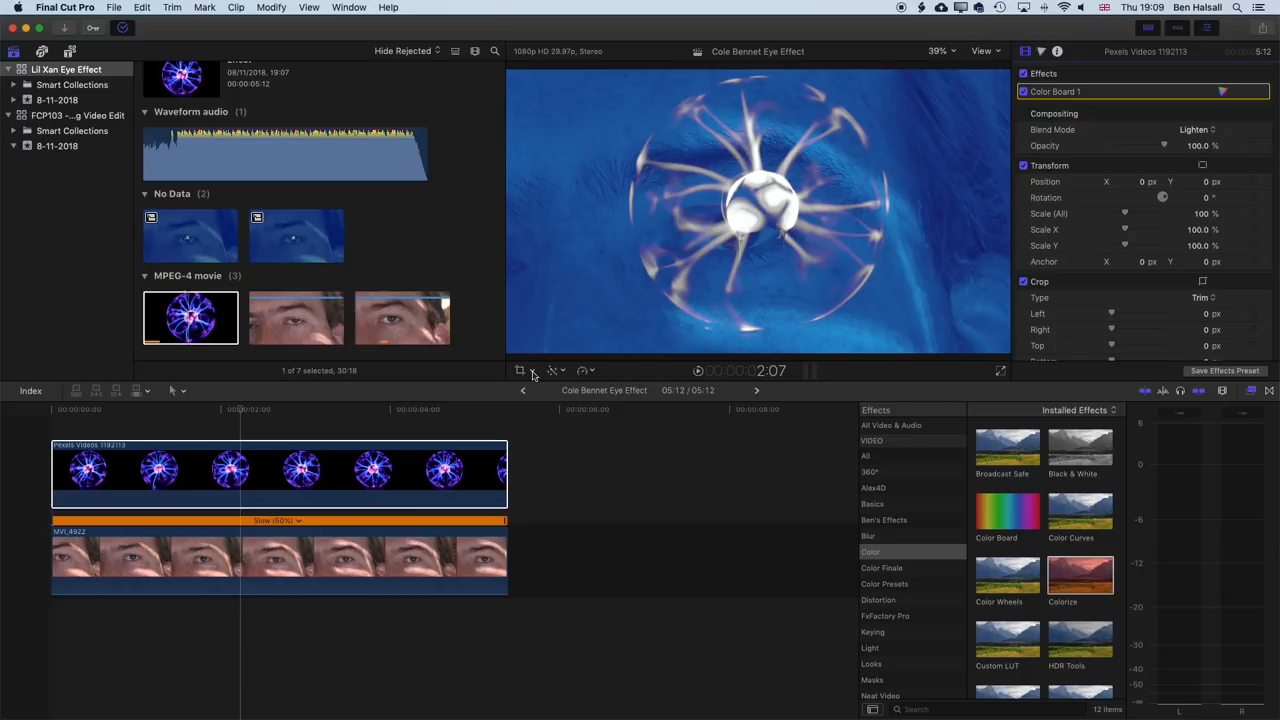 Final Cut Pro File Edit Trim Mark Clip Modify View Window Help
Thu 17:09 Ben Halsall
Hide Rejected
1080p HD 29.97p, Stereo
Cole Bennet Eye Effect
39% View
Pexels Videos 1192113 5:12
Lil Xan Eye Effect
Smart Collections
8-11-2018
FCP103 -...g Video Edit
Smart Collections
8-11-2018
Effect
08/11/2018, 19:07
00:00:05:12
Waveform audio (1)
No Data (2)
MPEG-4 movie (3)
1 of 7 selected, 30:18
2:07
Effects
Color Board 1
Compositing
Blend Mode Lighten
Opacity 100.0 %
Transform
Position X 0 px Y 0 px
Rotation 0 °
Scale (All) 100 %
Scale X 100.0 %
Scale Y 100.0 %
Anchor X 0 px Y 0 px
Crop
Type Trim
Left 0 px
Right 0 px
Top 0 px
Save Effects Preset
Index
Cole Bennet Eye Effect 05:12 / 05:12
00:00:00:00 00:00:02:00 00:00:04:00 00:00:06:00 00:00:08:00
Pexels Videos 1192113
Slow (50%)
MVI_4922
Effects Installed Effects
All Video & Audio
VIDEO
All
360°
Alex4D
Basics
Ben's Effects
Blur
Color
Color Finale
Color Presets
Distortion
FxFactory Pro
Keying
Light
Looks
Masks
Neat Video
Broadcast Safe
Black & White
Color Board
Color Curves
Color Wheels
Colorize
Custom LUT
HDR Tools
Search
12 items
6
0
-6
-12
-20
-30
-40
-50
L R